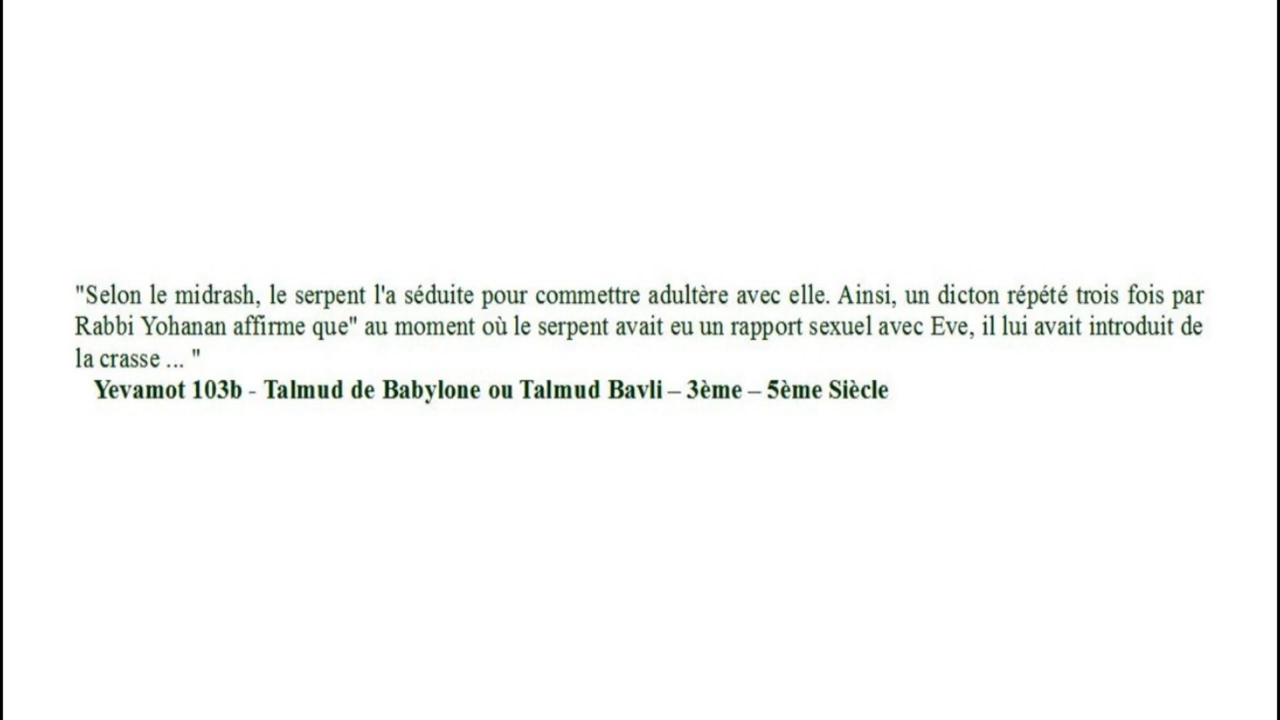 "Selon le midrash, le serpent l'a séduite pour commettre adultère avec elle. Ainsi, un dicton répété trois fois par
Rabbi Yohanan affirme que" au moment où le serpent avait eu un rapport sexuel avec Eve, il lui avait introduit de
la crasse ... "
Yevamot 103b - Talmud de Babylone ou Talmud Bavli – 3ème – 5ème Siècle